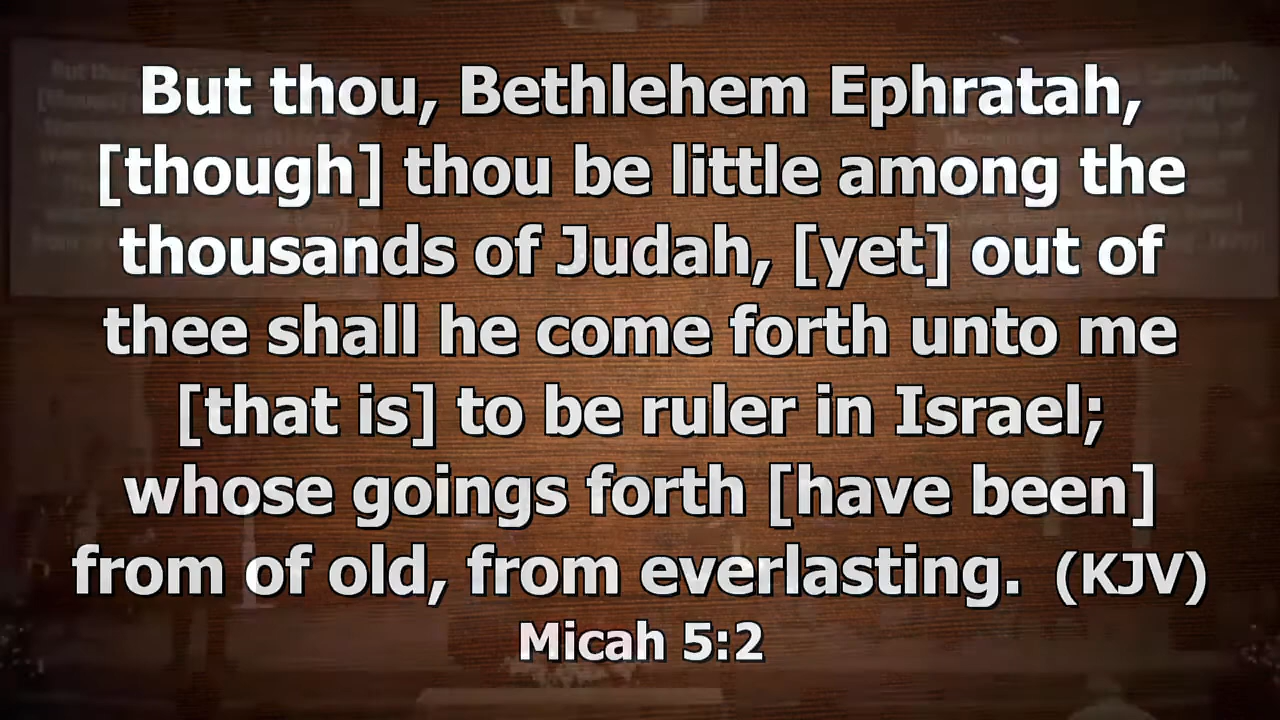 But thou, Bethlehem Ephratah,
[though] thou be little among the
thousands of Judah, [yet] out of
thee shall he come forth unto me
[that is] to be ruler in Israel;
whose goings forth [have been]
from of old, from everlasting. (KJV)
Micah 5:2